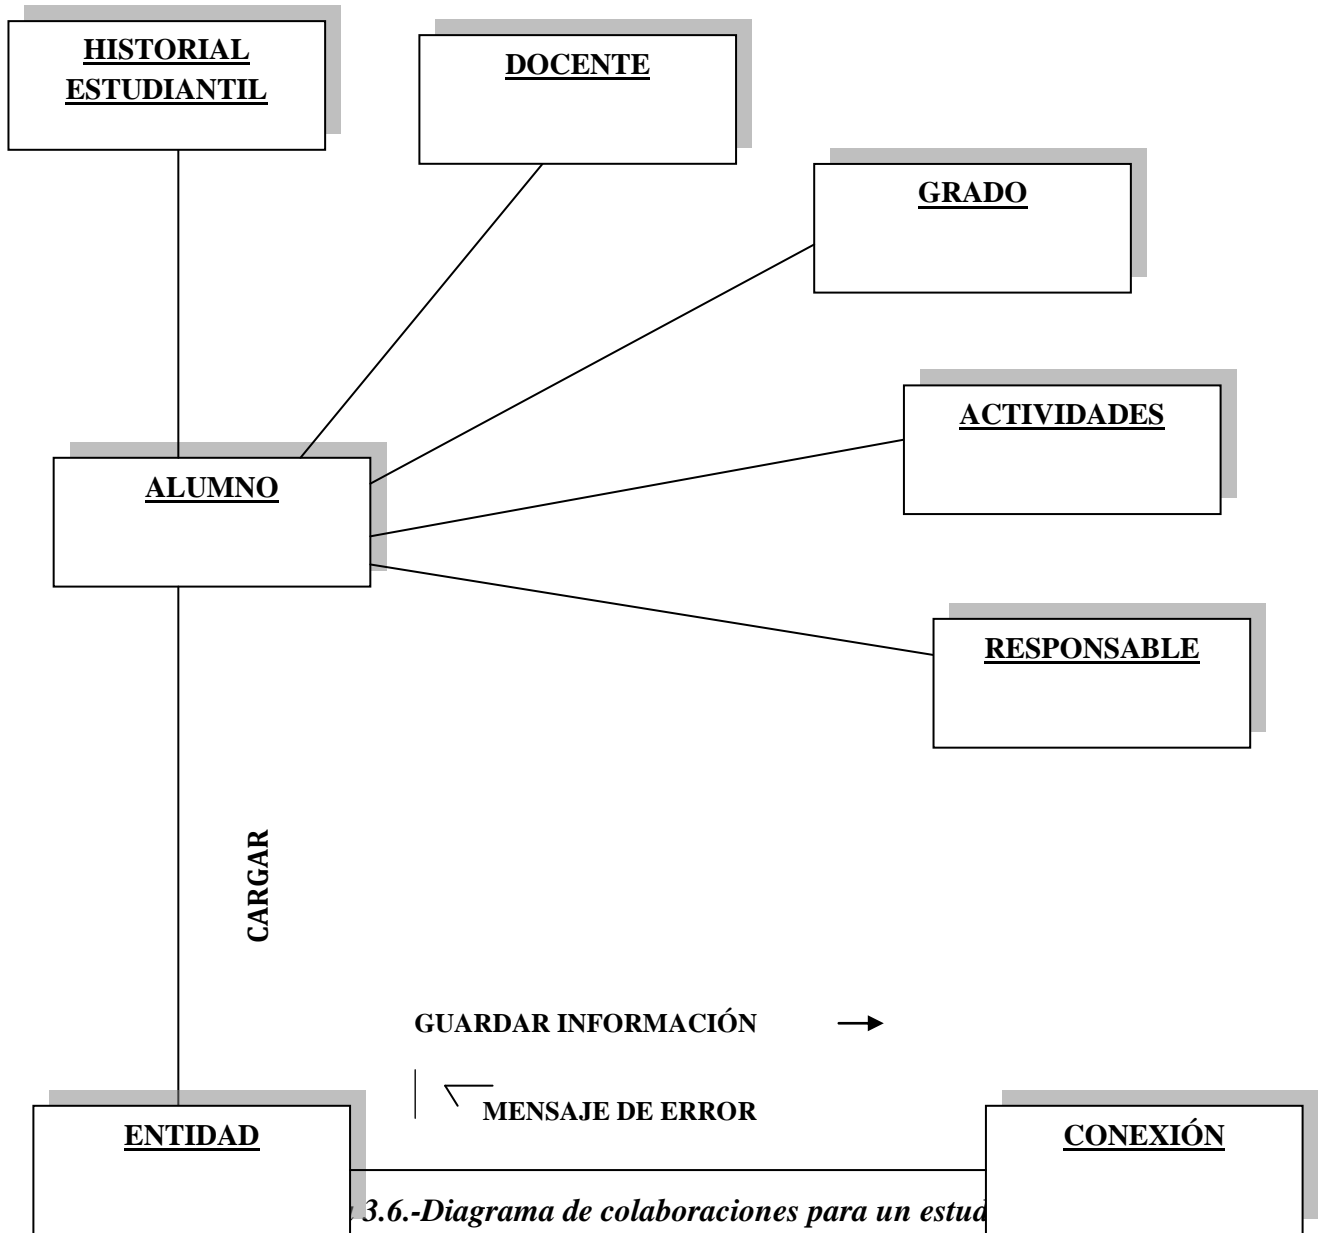 HISTORIAL
ESTUDIANTIL
DOCENTE
GRADO
ACTIVIDADES
ALUMNO
RESPONSABLE
CARGAR
GUARDAR INFORMACIÓN
MENSAJE DE ERROR
ENTIDAD
CONEXIÓN
3.6.-Diagrama de colaboraciones para un